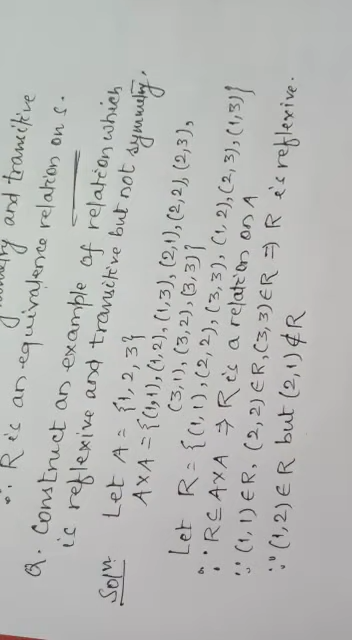 symmetry and transitive
∴ R is an equivalence relation on S.
Q. Construct an example of relation which
is reflexive and transitive but not symmetry.
Solⁿ: Let A = {1, 2, 3}
A×A = {(1,1), (1,2), (1,3), (2,1), (2,2), (2,3),
(3,1), (3,2), (3,3)}
Let R = {(1,1), (2,2), (3,3), (1,2), (2,3), (1,3)}
∵ R ⊆ A×A ⇒ R is a relation on A
∵ (1,1) ∈ R, (2,2) ∈ R, (3,3) ∈ R ⇒ R is reflexive.
∵ (1,2) ∈ R but (2,1) ∉ R